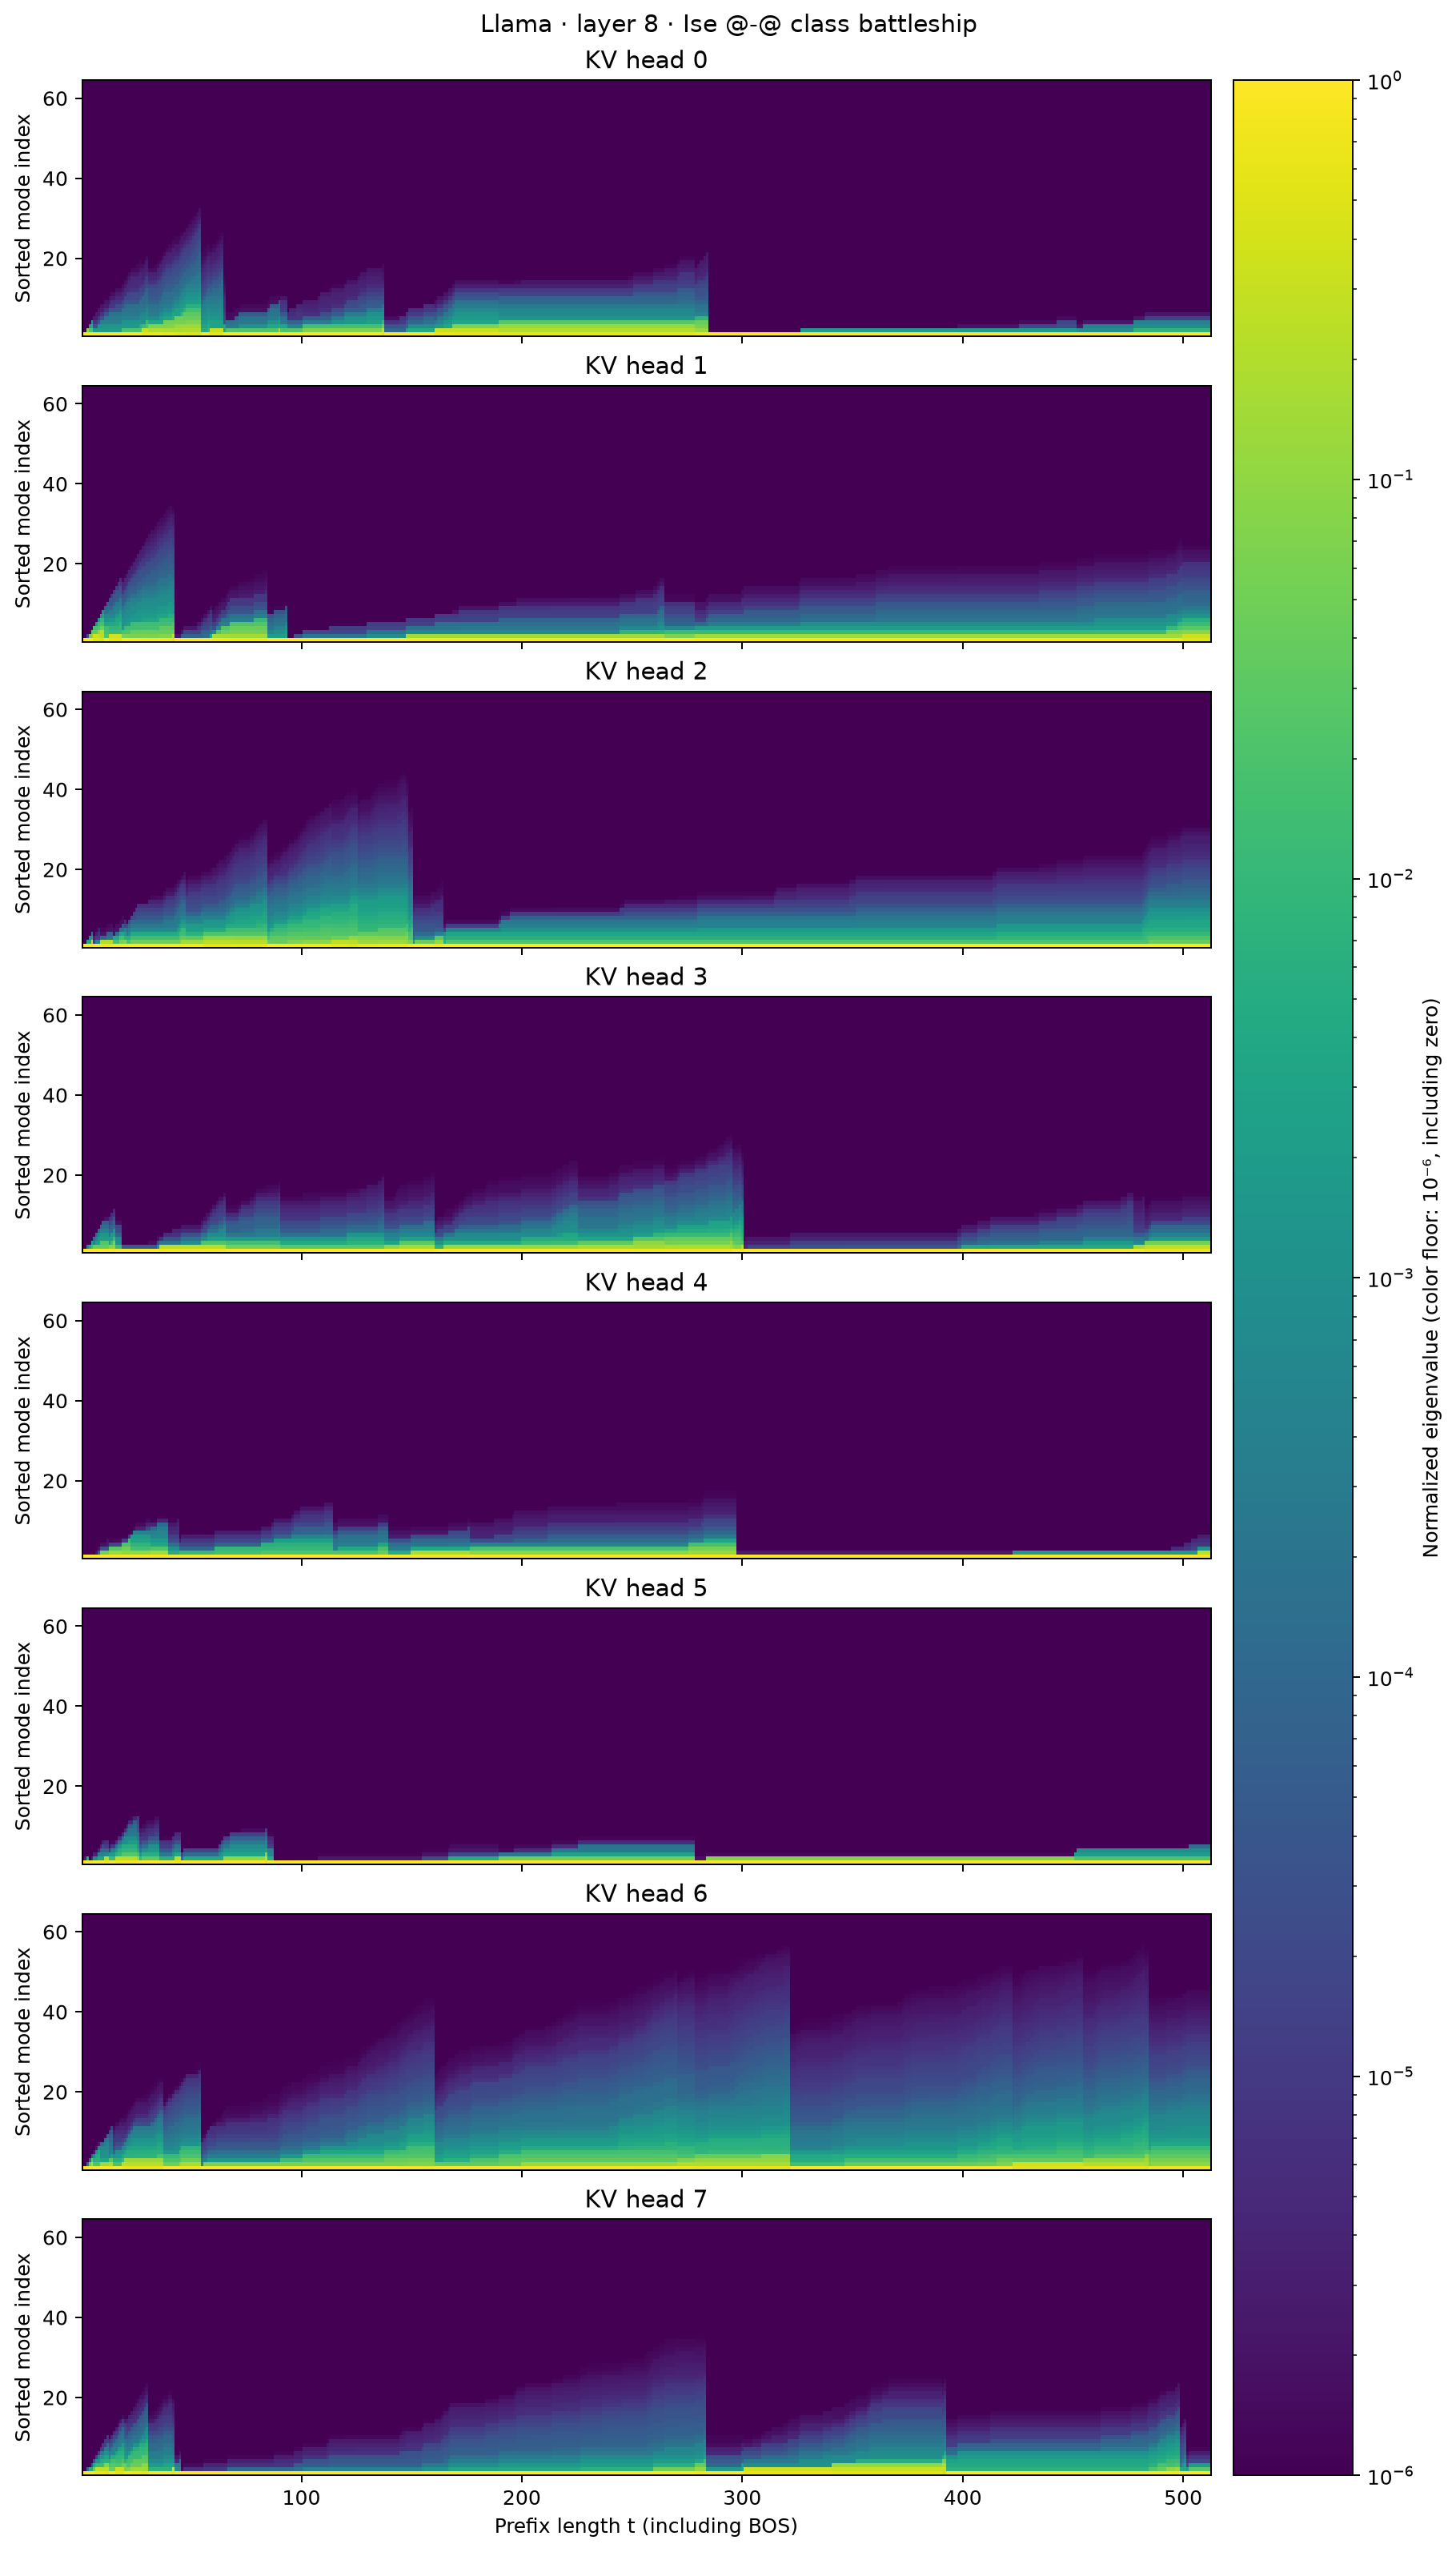 Llama · layer 8 · Ise @-@ class battleship
KV head 0
Sorted mode index
60
40
20
KV head 1
Sorted mode index
60
40
20
KV head 2
Sorted mode index
60
40
20
KV head 3
Sorted mode index
60
40
20
KV head 4
Sorted mode index
60
40
20
KV head 5
Sorted mode index
60
40
20
KV head 6
Sorted mode index
60
40
20
KV head 7
Sorted mode index
60
40
20
100 200 300 400 500
Prefix length t (including BOS)
10⁰
10⁻¹
10⁻²
10⁻³
10⁻⁴
10⁻⁵
10⁻⁶
Normalized eigenvalue (color floor: 10⁻⁶, including zero)